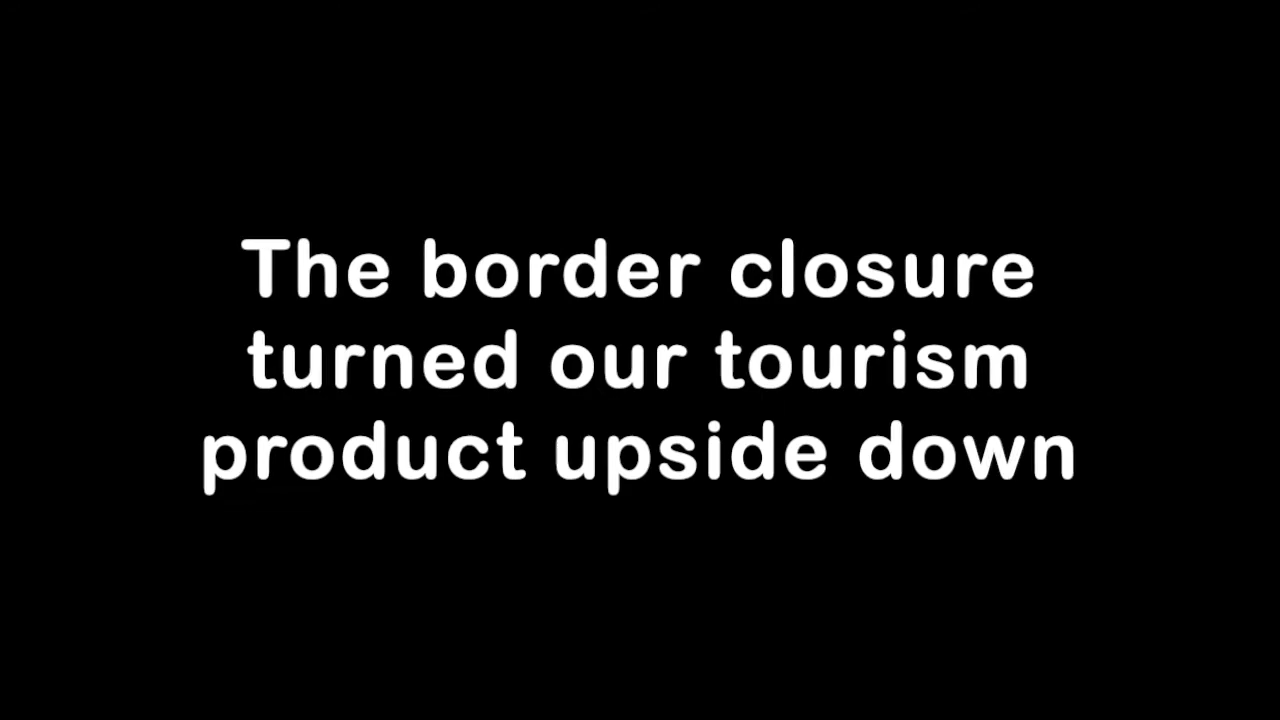 The border closure
turned our tourism
product upside down